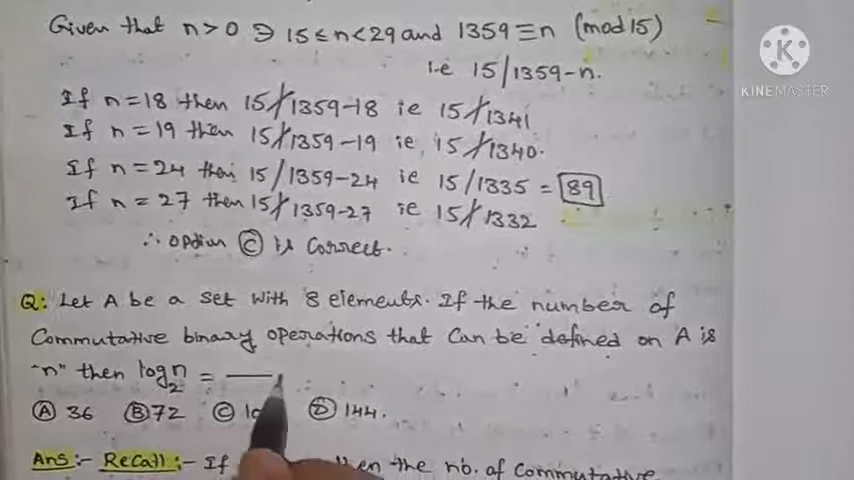 Given that n>0 ∋ 15≤n<29 and 1359≡n (mod 15)
i.e 15/1359-n.
K
KINEMASTER
If n=18 then 15∤1359-18 ie 15∤1341
If n=19 then 15∤1359-19 ie 15∤1340.
If n=24 then 15/1359-24 ie 15/1335 = 89
If n=27 then 15∤1359-27 ie 15∤1332
∴ option Ⓒ is Correct.
Q: Let A be a set with 8 elements. If the number of
Commutative binary operations that can be defined on A is
"n" then log₂n = ___
Ⓐ 36 Ⓑ 72 Ⓒ Ⓓ 144.
Ans:- Recall:- If then the no. of Commutative